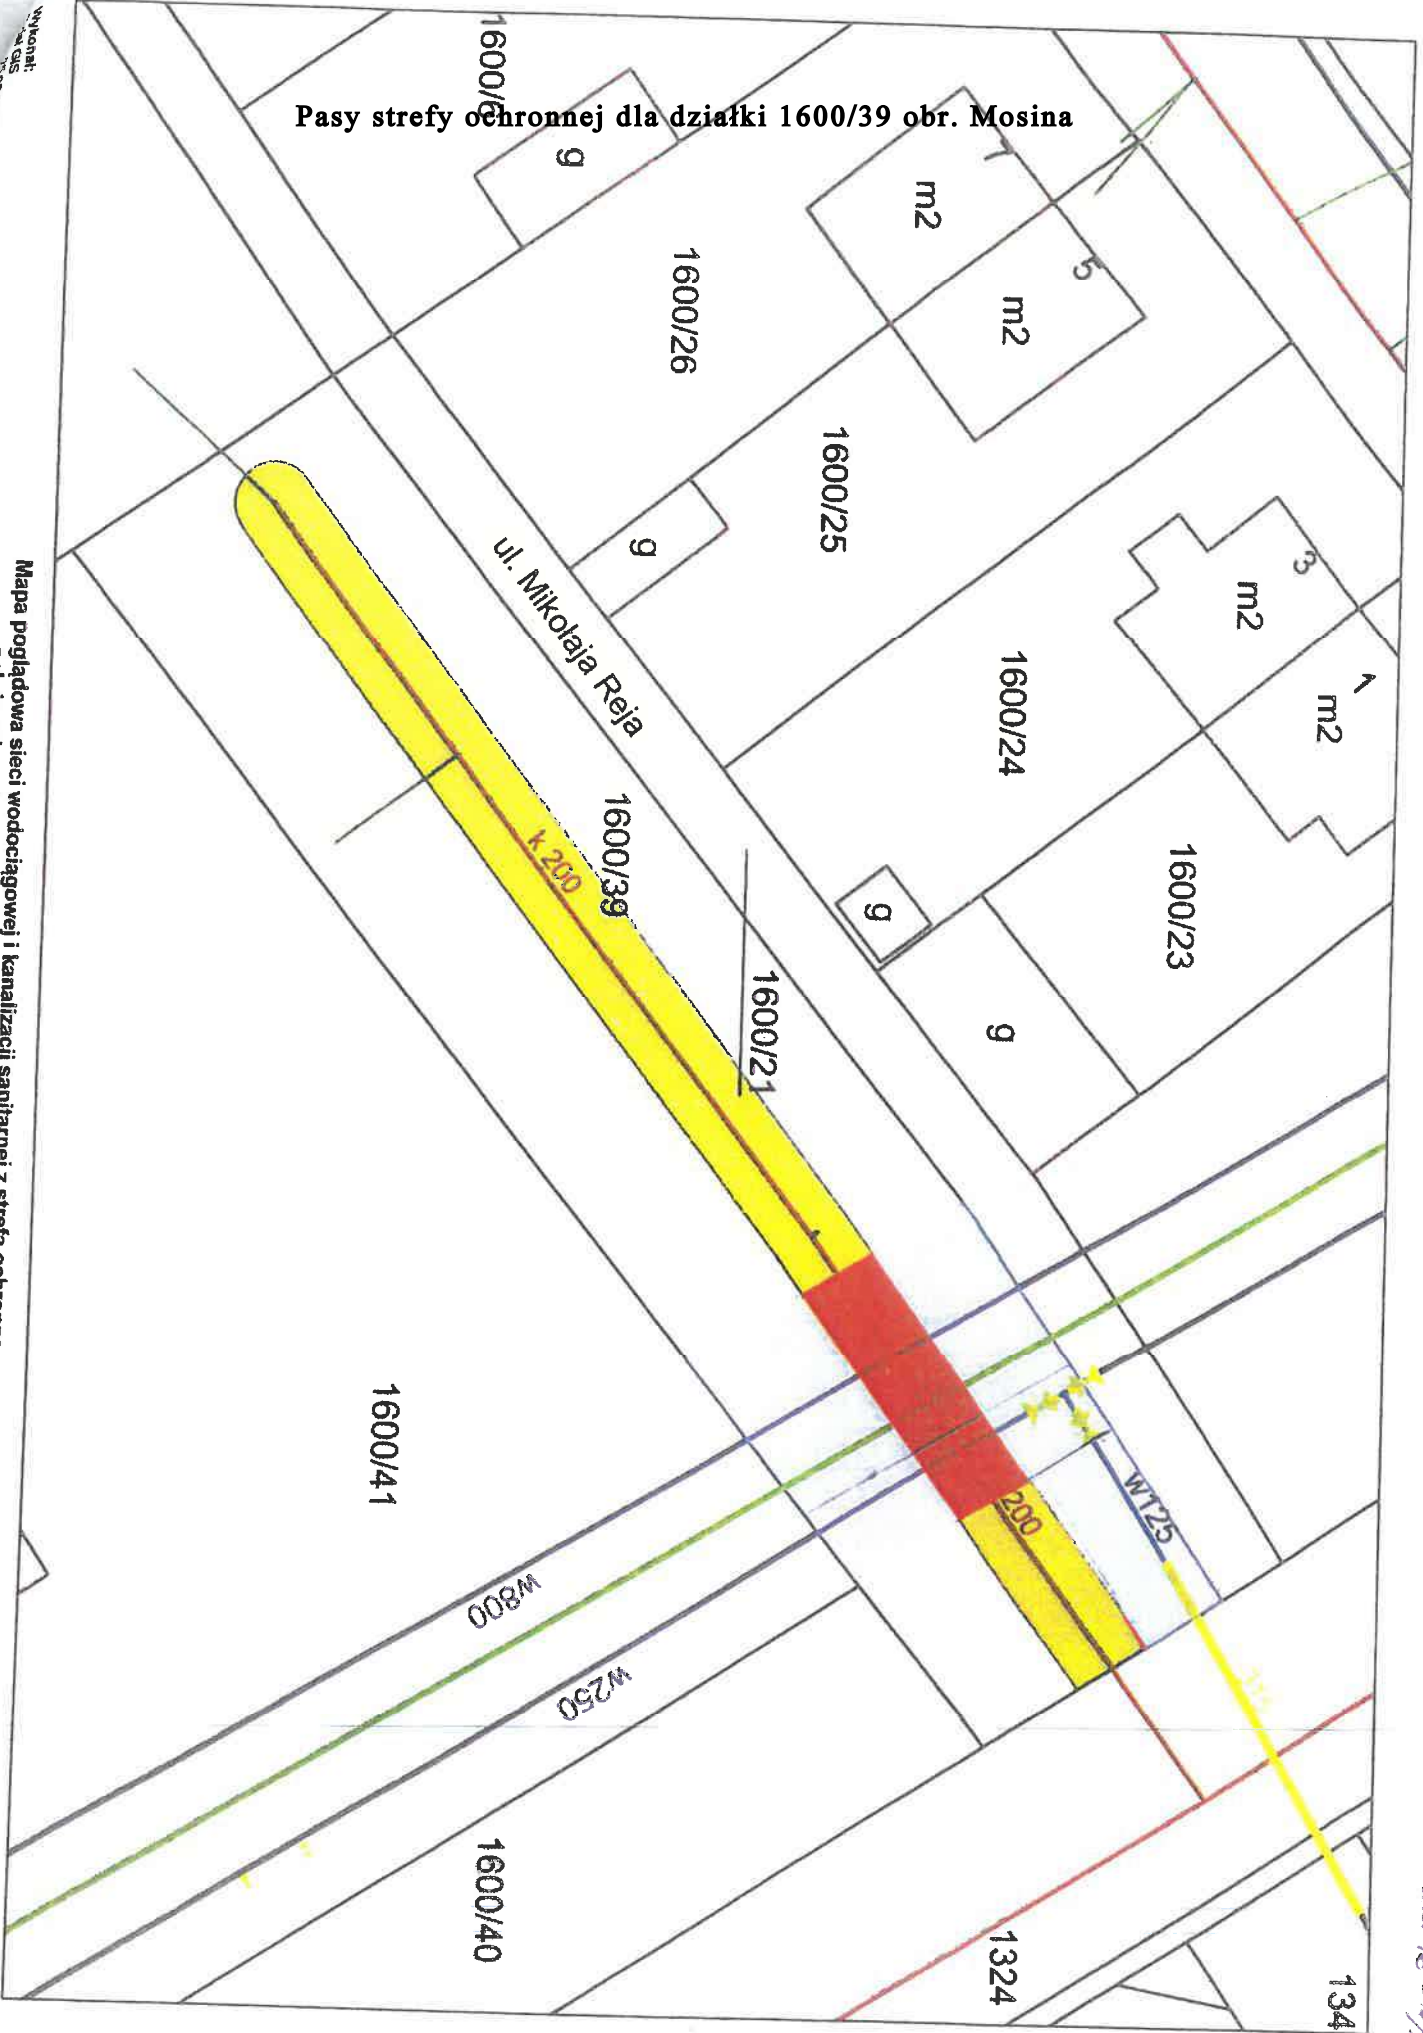 Wykonał:
GIS
Pasy strefy ochronnej dla działki 1600/39 obr. Mosina
1600/6
g
7
m2
5
m2
1600/26
1600/25
g
3
m2
1
m2
1600/24
1600/23
g
g
ul. Mikołaja Reja
1600/39
k 200
1600/21
w125
200
1600/41
w800
w250
1600/40
1324
134
Mapa poglądowa sieci wodociągowej i kanalizacji sanitarnej z